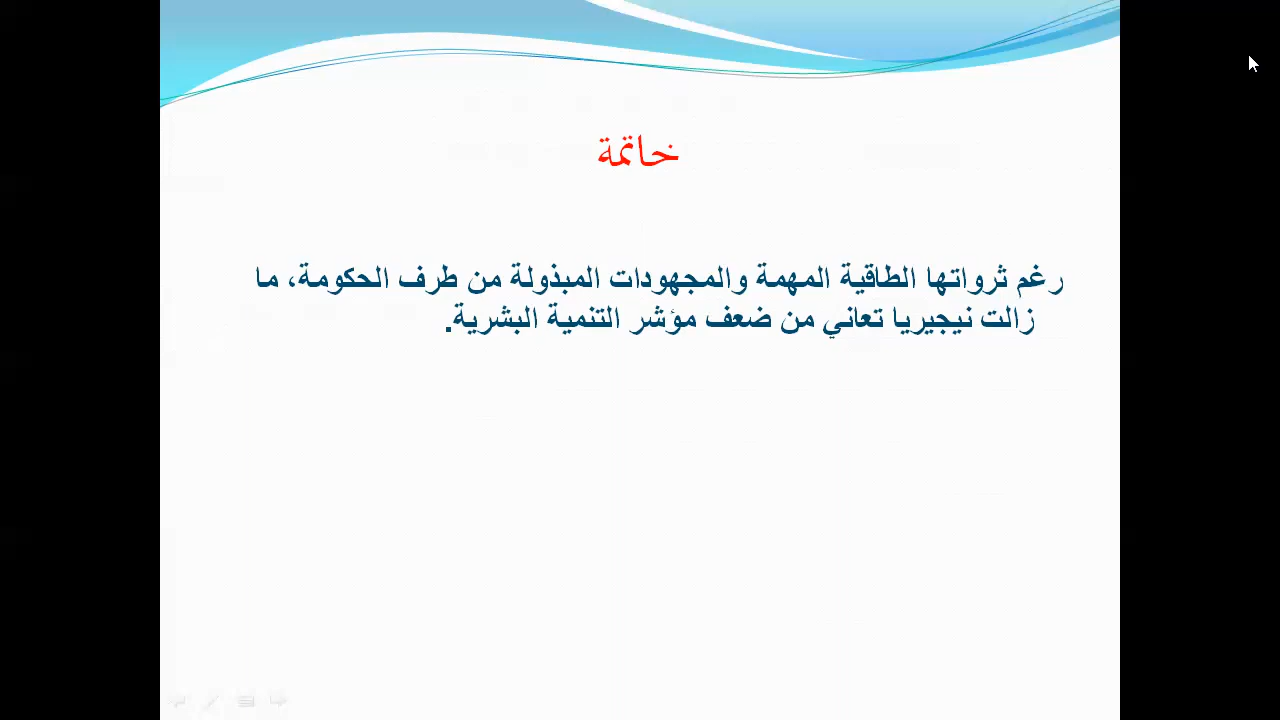 خاتمة
رغم ثرواتها الطاقية المهمة والمجهودات المبذولة من طرف الحكومة، ما
زالت نيجيريا تعاني من ضعف مؤشر التنمية البشرية.